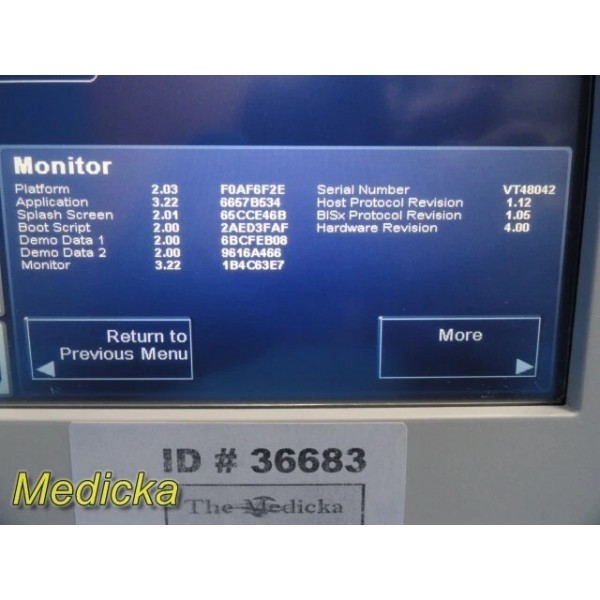 Monitor
Platform 2.03 F0AF6F2E Serial Number VT48042
Application 3.22 6657B534 Host Protocol Revision 1.12
Splash Screen 2.01 65CCE46B BISx Protocol Revision 1.05
Boot Script 2.00 2AED3FAF Hardware Revision 4.00
Demo Data 1 2.00 6BCFEB08
Demo Data 2 2.00 9616A466
Monitor 3.22 1B4C63E7
Return to
Previous Menu
More
ID # 36683
Medicka
The Medicka